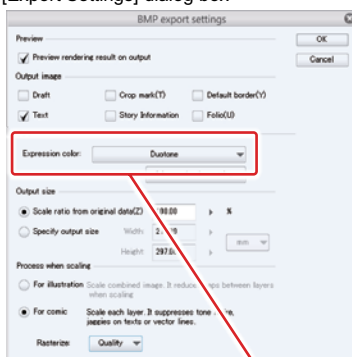 [Export Settings] dialog box
BMP export settings
Preview
OK
Preview rendering result on output
Cancel
Output image
Draft
Crop mark(T)
Default border(Y)
Text
Story Information
Folio(U)
Expression color:
Duotone
Output size
Scale ratio from original data(Z)
%
Specify output size
Width:
mm
Height:
Process when scaling
For illustration
Scale combined image. It reduces gaps between layers
when scaling
For comic
Scale each layer. It suppresses tone
jaggies on texts or vector lines.
Rasterize:
Quality